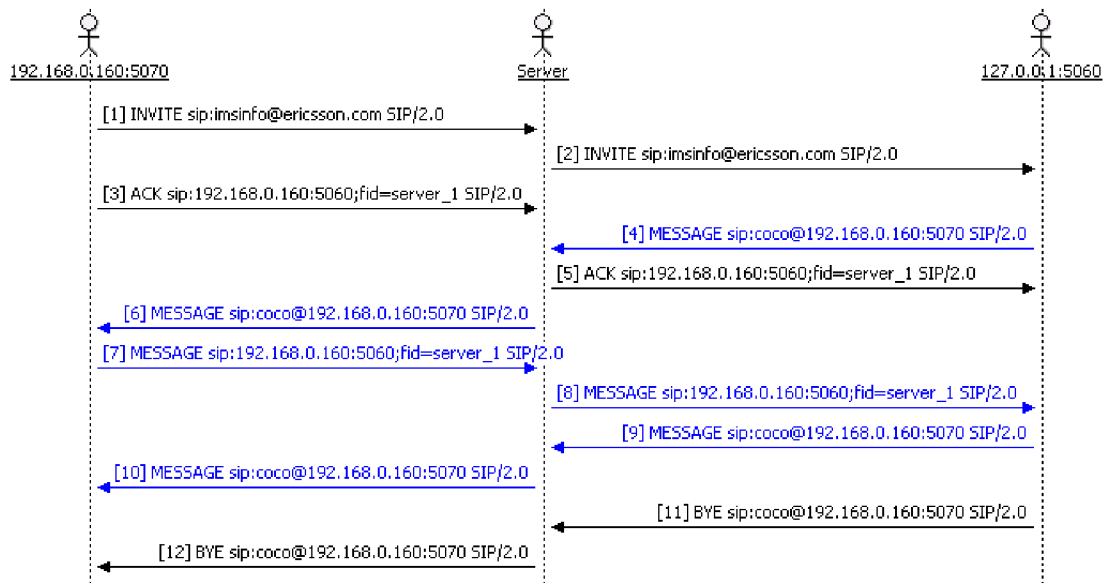 192.168.0.160:5070 Server 127.0.0.1:5060
[1] INVITE sip:imsinfo@ericsson.com SIP/2.0
[2] INVITE sip:imsinfo@ericsson.com SIP/2.0
[3] ACK sip:192.168.0.160:5060;fid=server_1 SIP/2.0
[4] MESSAGE sip:coco@192.168.0.160:5070 SIP/2.0
[5] ACK sip:192.168.0.160:5060;fid=server_1 SIP/2.0
[6] MESSAGE sip:coco@192.168.0.160:5070 SIP/2.0
[7] MESSAGE sip:192.168.0.160:5060;fid=server_1 SIP/2.0
[8] MESSAGE sip:192.168.0.160:5060;fid=server_1 SIP/2.0
[9] MESSAGE sip:coco@192.168.0.160:5070 SIP/2.0
[10] MESSAGE sip:coco@192.168.0.160:5070 SIP/2.0
[11] BYE sip:coco@192.168.0.160:5070 SIP/2.0
[12] BYE sip:coco@192.168.0.160:5070 SIP/2.0